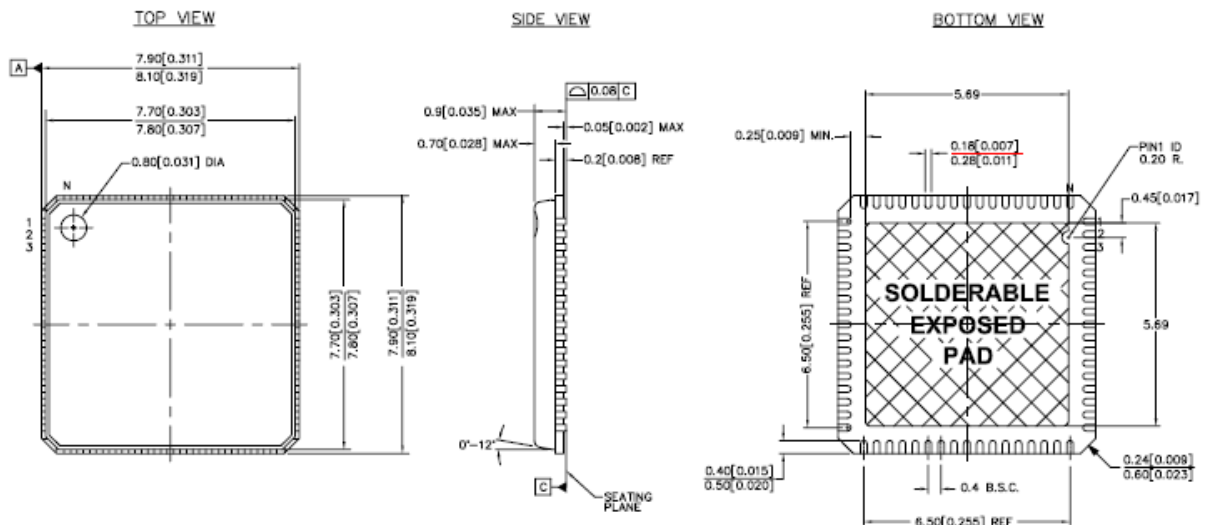 TOP VIEW
SIDE VIEW
BOTTOM VIEW
A
7.90[0.311]
8.10[0.319]
7.70[0.303]
7.80[0.307]
0.80[0.031] DIA
N
1
2
3
7.70[0.303]
7.80[0.307]
7.90[0.311]
8.10[0.319]
0.08 C
0.9[0.035] MAX
0.05[0.002] MAX
0.70[0.028] MAX
0.2[0.008] REF
0°-12°
C
SEATING
PLANE
5.69
0.25[0.009] MIN.
0.18[0.007]
0.28[0.011]
PIN1 ID
0.20 R.
N
0.45[0.017]
1
2
3
6.50[0.255] REF
SOLDERABLE
EXPOSED
PAD
5.69
0.40[0.015]
0.50[0.020]
0.4 B.S.C.
0.24[0.009]
0.60[0.023]
6.50[0.255] REF